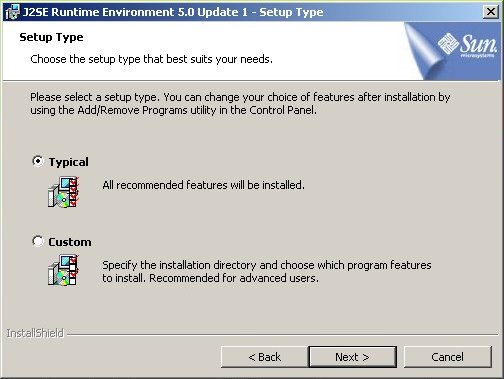 J2SE Runtime Environment 5.0 Update 1 - Setup Type
Setup Type
Choose the setup type that best suits your needs.
Sun
microsystems
Please select a setup type. You can change your choice of features after installation by
using the Add/Remove Programs utility in the Control Panel.
Typical
All recommended features will be installed.
Custom
Specify the installation directory and choose which program features
to install. Recommended for advanced users.
InstallShield
< Back
Next >
Cancel